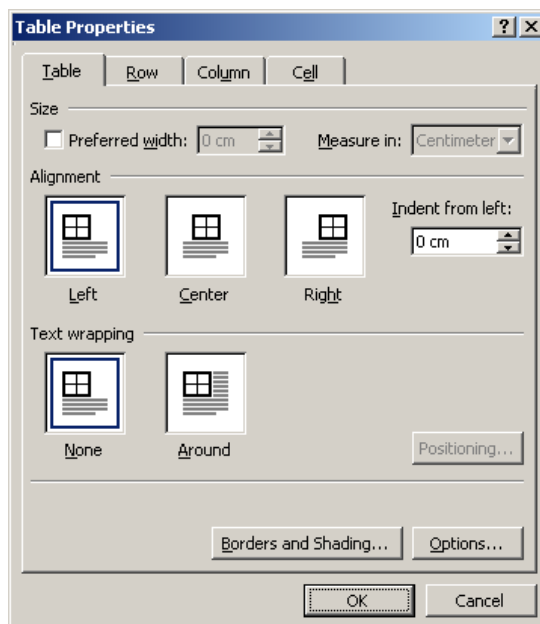 Table Properties
Table Row Column Cell
Size
Preferred width: 0 cm Measure in: Centimeter
Alignment
Indent from left:
0 cm
Left Center Right
Text wrapping
None Around
Positioning...
Borders and Shading... Options...
OK Cancel